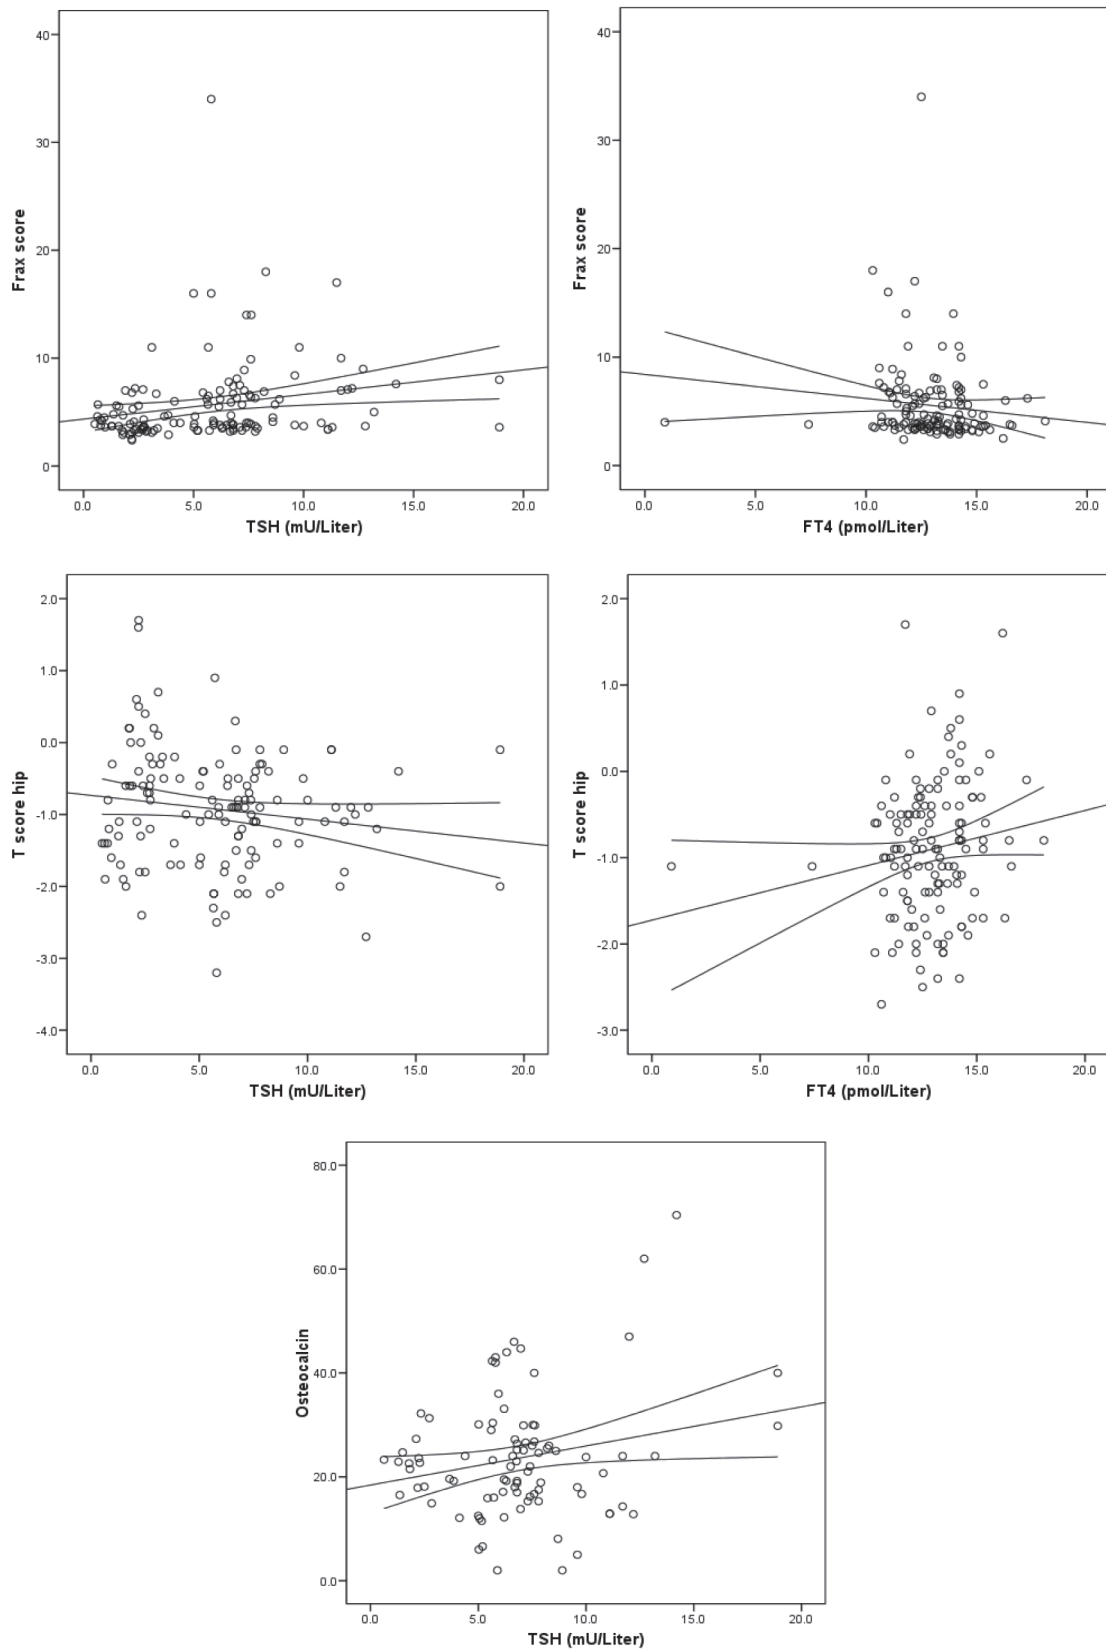 40
30
20
10
0
Frax score
0.0 5.0 10.0 15.0 20.0
TSH (mU/Liter)
40
30
20
10
0
Frax score
0.0 5.0 10.0 15.0 20.0
FT4 (pmol/Liter)
2.0
1.0
0.0
-1.0
-2.0
-3.0
-4.0
T score hip
0.0 5.0 10.0 15.0 20.0
TSH (mU/Liter)
2.0
1.0
0.0
-1.0
-2.0
-3.0
T score hip
0.0 5.0 10.0 15.0 20.0
FT4 (pmol/Liter)
80.0
60.0
40.0
20.0
0.0
Osteocalcin
0.0 5.0 10.0 15.0 20.0
TSH (mU/Liter)